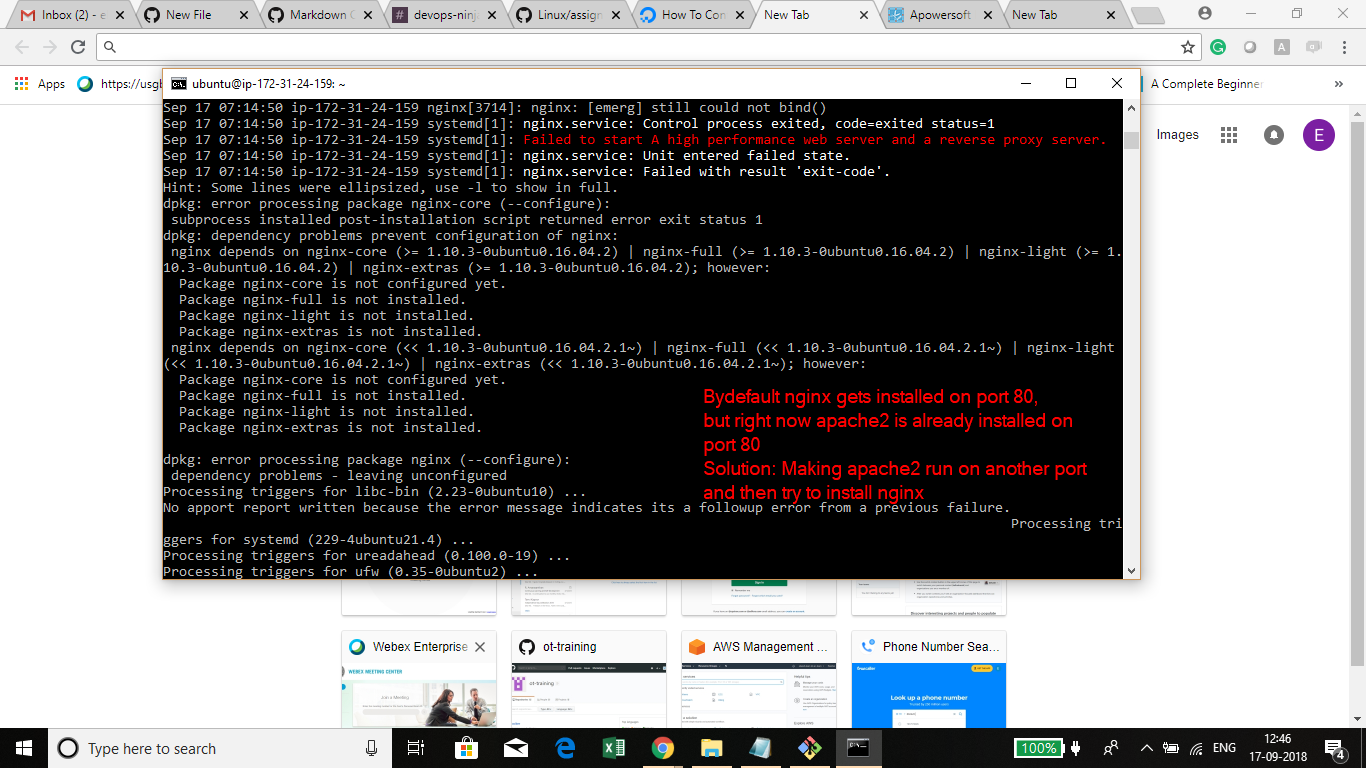 Inbox (2) - e
New File
Markdown C
devops-ninj
Linux/assign
How To Con
New Tab
Apowersoft
New Tab
Apps
https://usgb
A Complete Beginner
ubuntu@ip-172-31-24-159: ~
Images
E
Sep 17 07:14:50 ip-172-31-24-159 nginx[3714]: nginx: [emerg] still could not bind()
Sep 17 07:14:50 ip-172-31-24-159 systemd[1]: nginx.service: Control process exited, code=exited status=1
Sep 17 07:14:50 ip-172-31-24-159 systemd[1]: Failed to start A high performance web server and a reverse proxy server.
Sep 17 07:14:50 ip-172-31-24-159 systemd[1]: nginx.service: Unit entered failed state.
Sep 17 07:14:50 ip-172-31-24-159 systemd[1]: nginx.service: Failed with result 'exit-code'.
Hint: Some lines were ellipsized, use -l to show in full.
dpkg: error processing package nginx-core (--configure):
subprocess installed post-installation script returned error exit status 1
dpkg: dependency problems prevent configuration of nginx:
nginx depends on nginx-core (>= 1.10.3-0ubuntu0.16.04.2) | nginx-full (>= 1.10.3-0ubuntu0.16.04.2) | nginx-light (>= 1.
10.3-0ubuntu0.16.04.2) | nginx-extras (>= 1.10.3-0ubuntu0.16.04.2); however:
Package nginx-core is not configured yet.
Package nginx-full is not installed.
Package nginx-light is not installed.
Package nginx-extras is not installed.
nginx depends on nginx-core (<< 1.10.3-0ubuntu0.16.04.2.1~) | nginx-full (<< 1.10.3-0ubuntu0.16.04.2.1~) | nginx-light
(<< 1.10.3-0ubuntu0.16.04.2.1~) | nginx-extras (<< 1.10.3-0ubuntu0.16.04.2.1~); however:
Package nginx-core is not configured yet.
Package nginx-full is not installed.
Package nginx-light is not installed.
Package nginx-extras is not installed.
Bydefault nginx gets installed on port 80,
but right now apache2 is already installed on
port 80
Solution: Making apache2 run on another port
and then try to install nginx
dpkg: error processing package nginx (--configure):
dependency problems - leaving unconfigured
Processing triggers for libc-bin (2.23-0ubuntu10) ...
No apport report written because the error message indicates its a followup error from a previous failure.
Processing tri
ggers for systemd (229-4ubuntu21.4) ...
Processing triggers for ureadahead (0.100.0-19) ...
Processing triggers for ufw (0.35-0ubuntu2) ...
Webex Enterprise
ot-training
AWS Management ...
Phone Number Sea...
WEBEX MEETING CENTER
Join a Meeting
ot-training
Look up a phone number
Type here to search
100%
ENG
12:46
17-09-2018
4